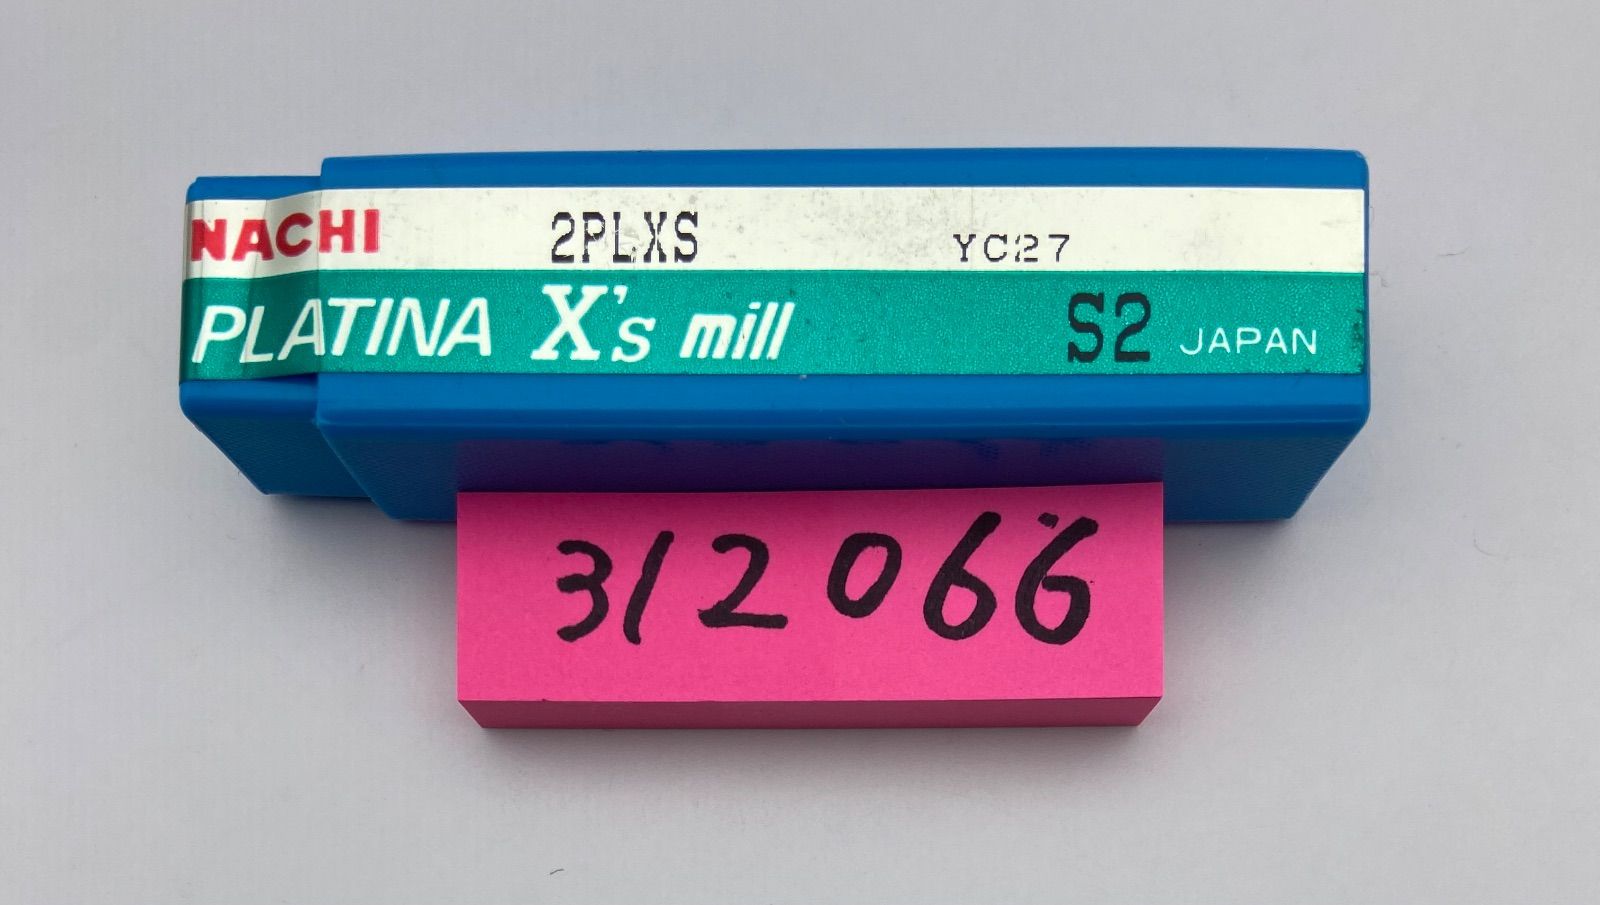 NACHI 2PLXS YC27
PLATINA X's mill S2 JAPAN
312066